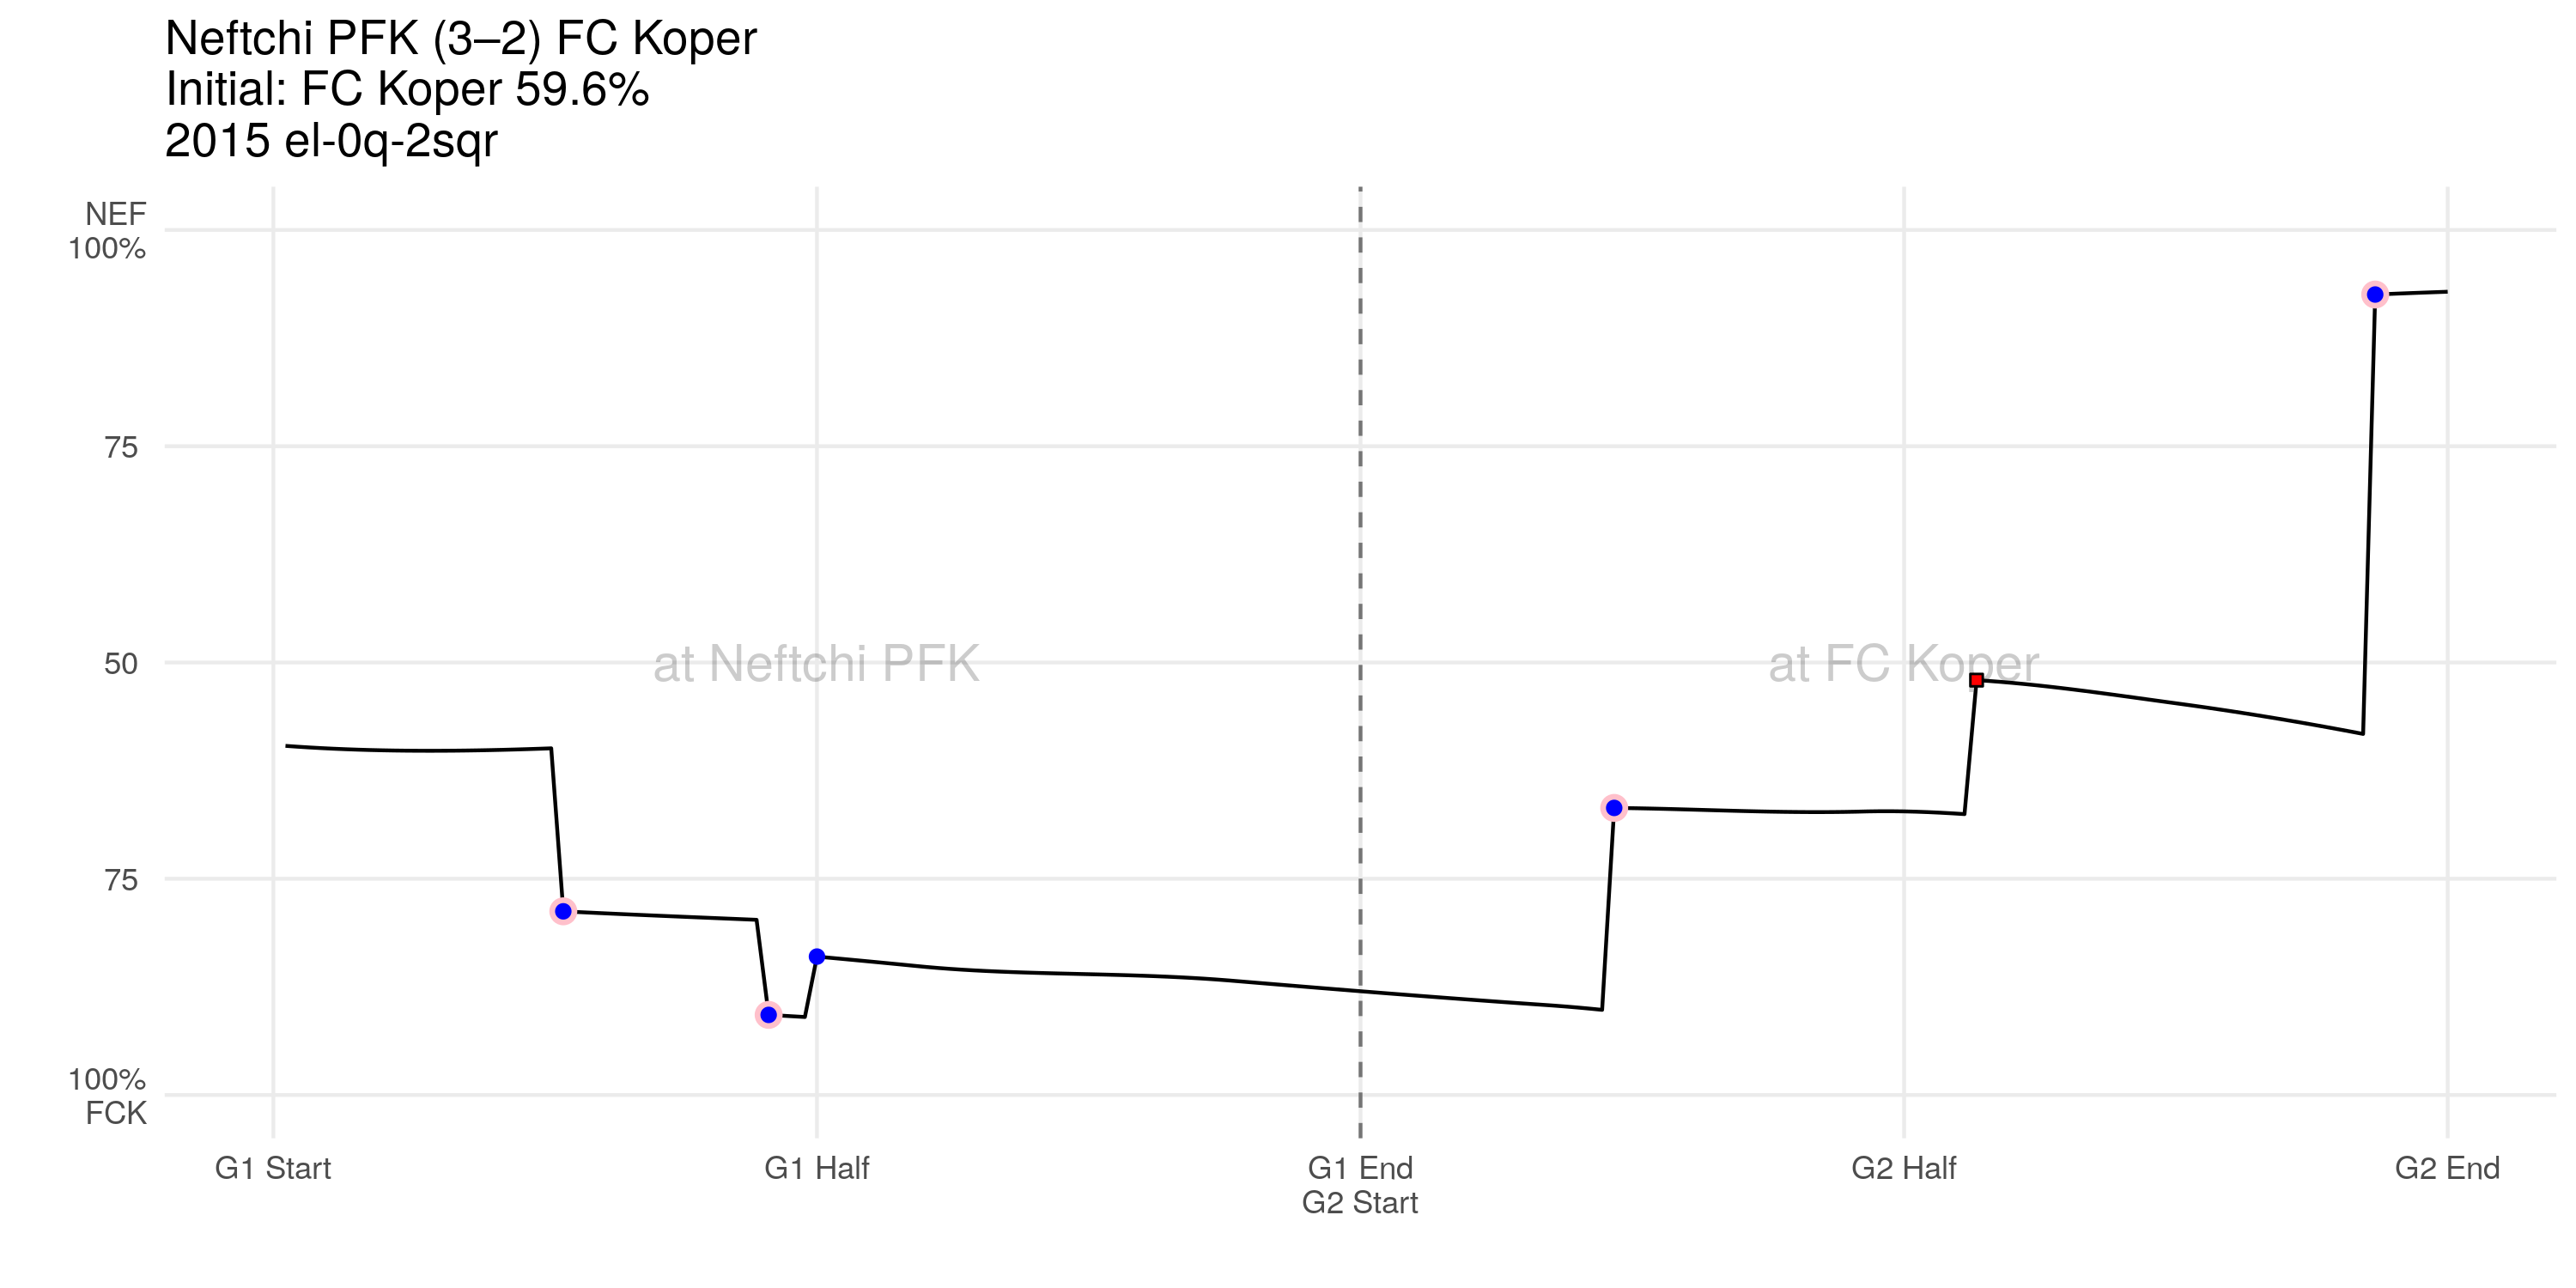 Neftchi PFK (3–2) FC Koper
Initial: FC Koper 59.6%
2015 el-0q-2sqr
NEF
100%
75
50
75
100%
FCK
at Neftchi PFK
at FC Koper
G1 Start
G1 Half
G1 End
G2 Start
G2 Half
G2 End